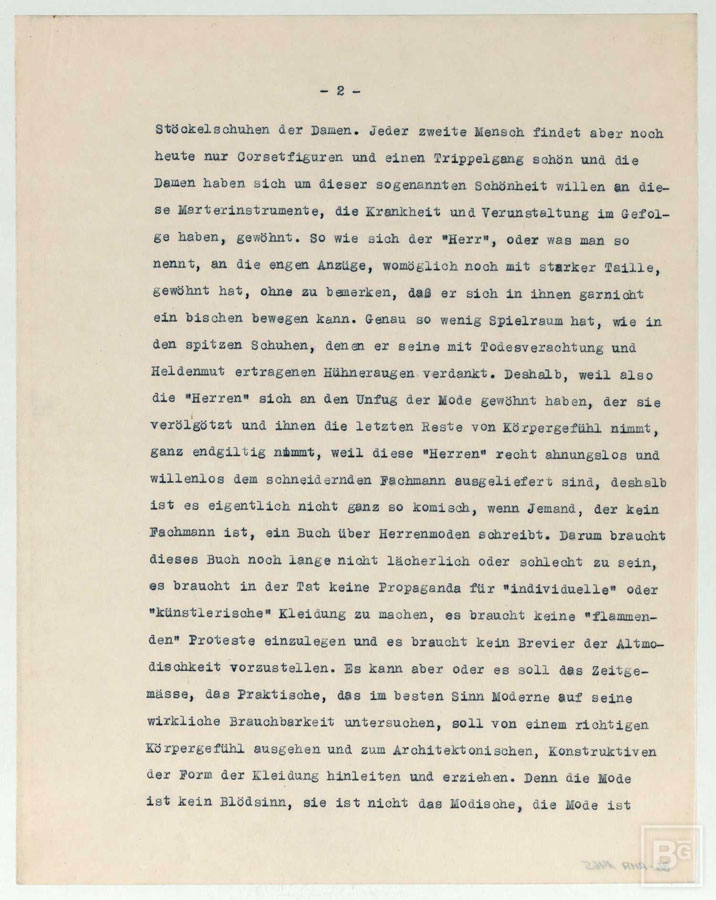 - 2 -
Stöckelschuhen der Damen. Jeder zweite Mensch findet aber noch
heute nur Corsetfiguren und einen Trippelgang schön und die
Damen haben sich um dieser sogenannten Schönheit willen an die-
se Marterinstrumente, die Krankheit und Verunstaltung im Gefol-
ge haben, gewöhnt. So wie sich der "Herr", oder was man so
nennt, an die engen Anzüge, womöglich noch mit starker Taille,
gewöhnt hat, ohne zu bemerken, daß er sich in ihnen garnicht
ein bischen bewegen kann. Genau so wenig Spielraum hat, wie in
den spitzen Schuhen, denen er seine mit Todesverachtung und
Heldenmut ertragenen Hühneraugen verdankt. Deshalb, weil also
die "Herren" sich an den Unfug der Mode gewöhnt haben, der sie
verölgötzt und ihnen die letzten Reste von Körpergefühl nimmt,
ganz endgiltig nimmt, weil diese "Herren" recht ahnungslos und
willenlos dem schneidernden Fachmann ausgeliefert sind, deshalb
ist es eigentlich nicht ganz so komisch, wenn Jemand, der kein
Fachmann ist, ein Buch über Herrenmoden schreibt. Darum braucht
dieses Buch noch lange nicht lächerlich oder schlecht zu sein,
es braucht in der Tat keine Propaganda für "individuelle" oder
"künstlerische" Kleidung zu machen, es braucht keine "flammen-
den" Proteste einzulegen und es braucht kein Brevier der Altmo-
dischkeit vorzustellen. Es kann aber oder es soll das Zeitge-
mässe, das Praktische, das im besten Sinn Moderne auf seine
wirkliche Brauchbarkeit untersuchen, soll von einem richtigen
Körpergefühl ausgehen und zum Architektonischen, Konstruktiven
der Form der Kleidung hinleiten und erziehen. Denn die Mode
ist kein Blödsinn, sie ist nicht das Modische, die Mode ist
BG